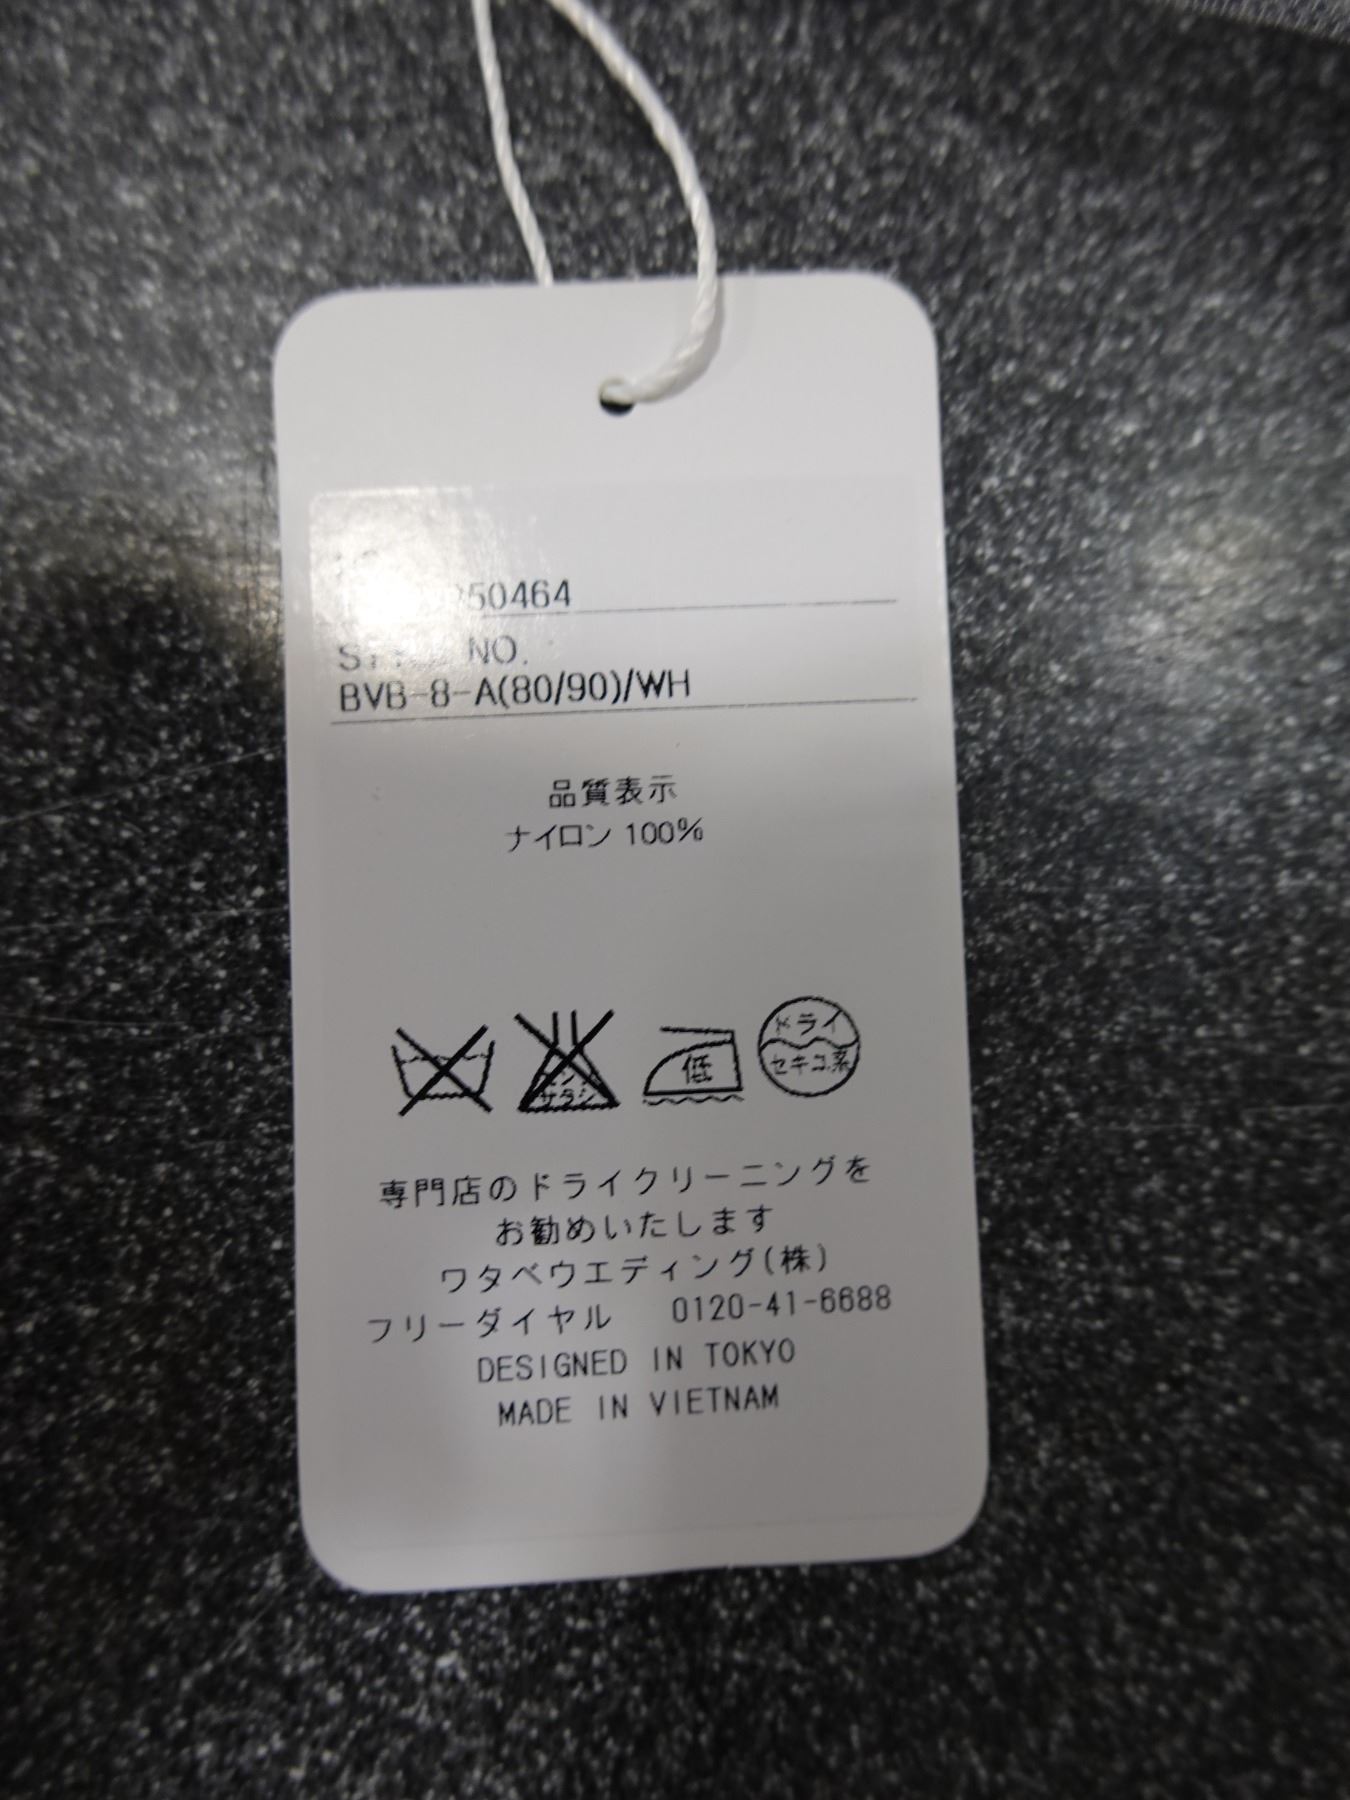 50464
STYLE NO.
BVB-8-A(80/90)/WH
品質表示
ナイロン 100%
低
ドライ
セキユ系
専門店のドライクリーニングを
お勧めいたします
ワタベウエディング(株)
フリーダイヤル 0120-41-6688
DESIGNED IN TOKYO
MADE IN VIETNAM